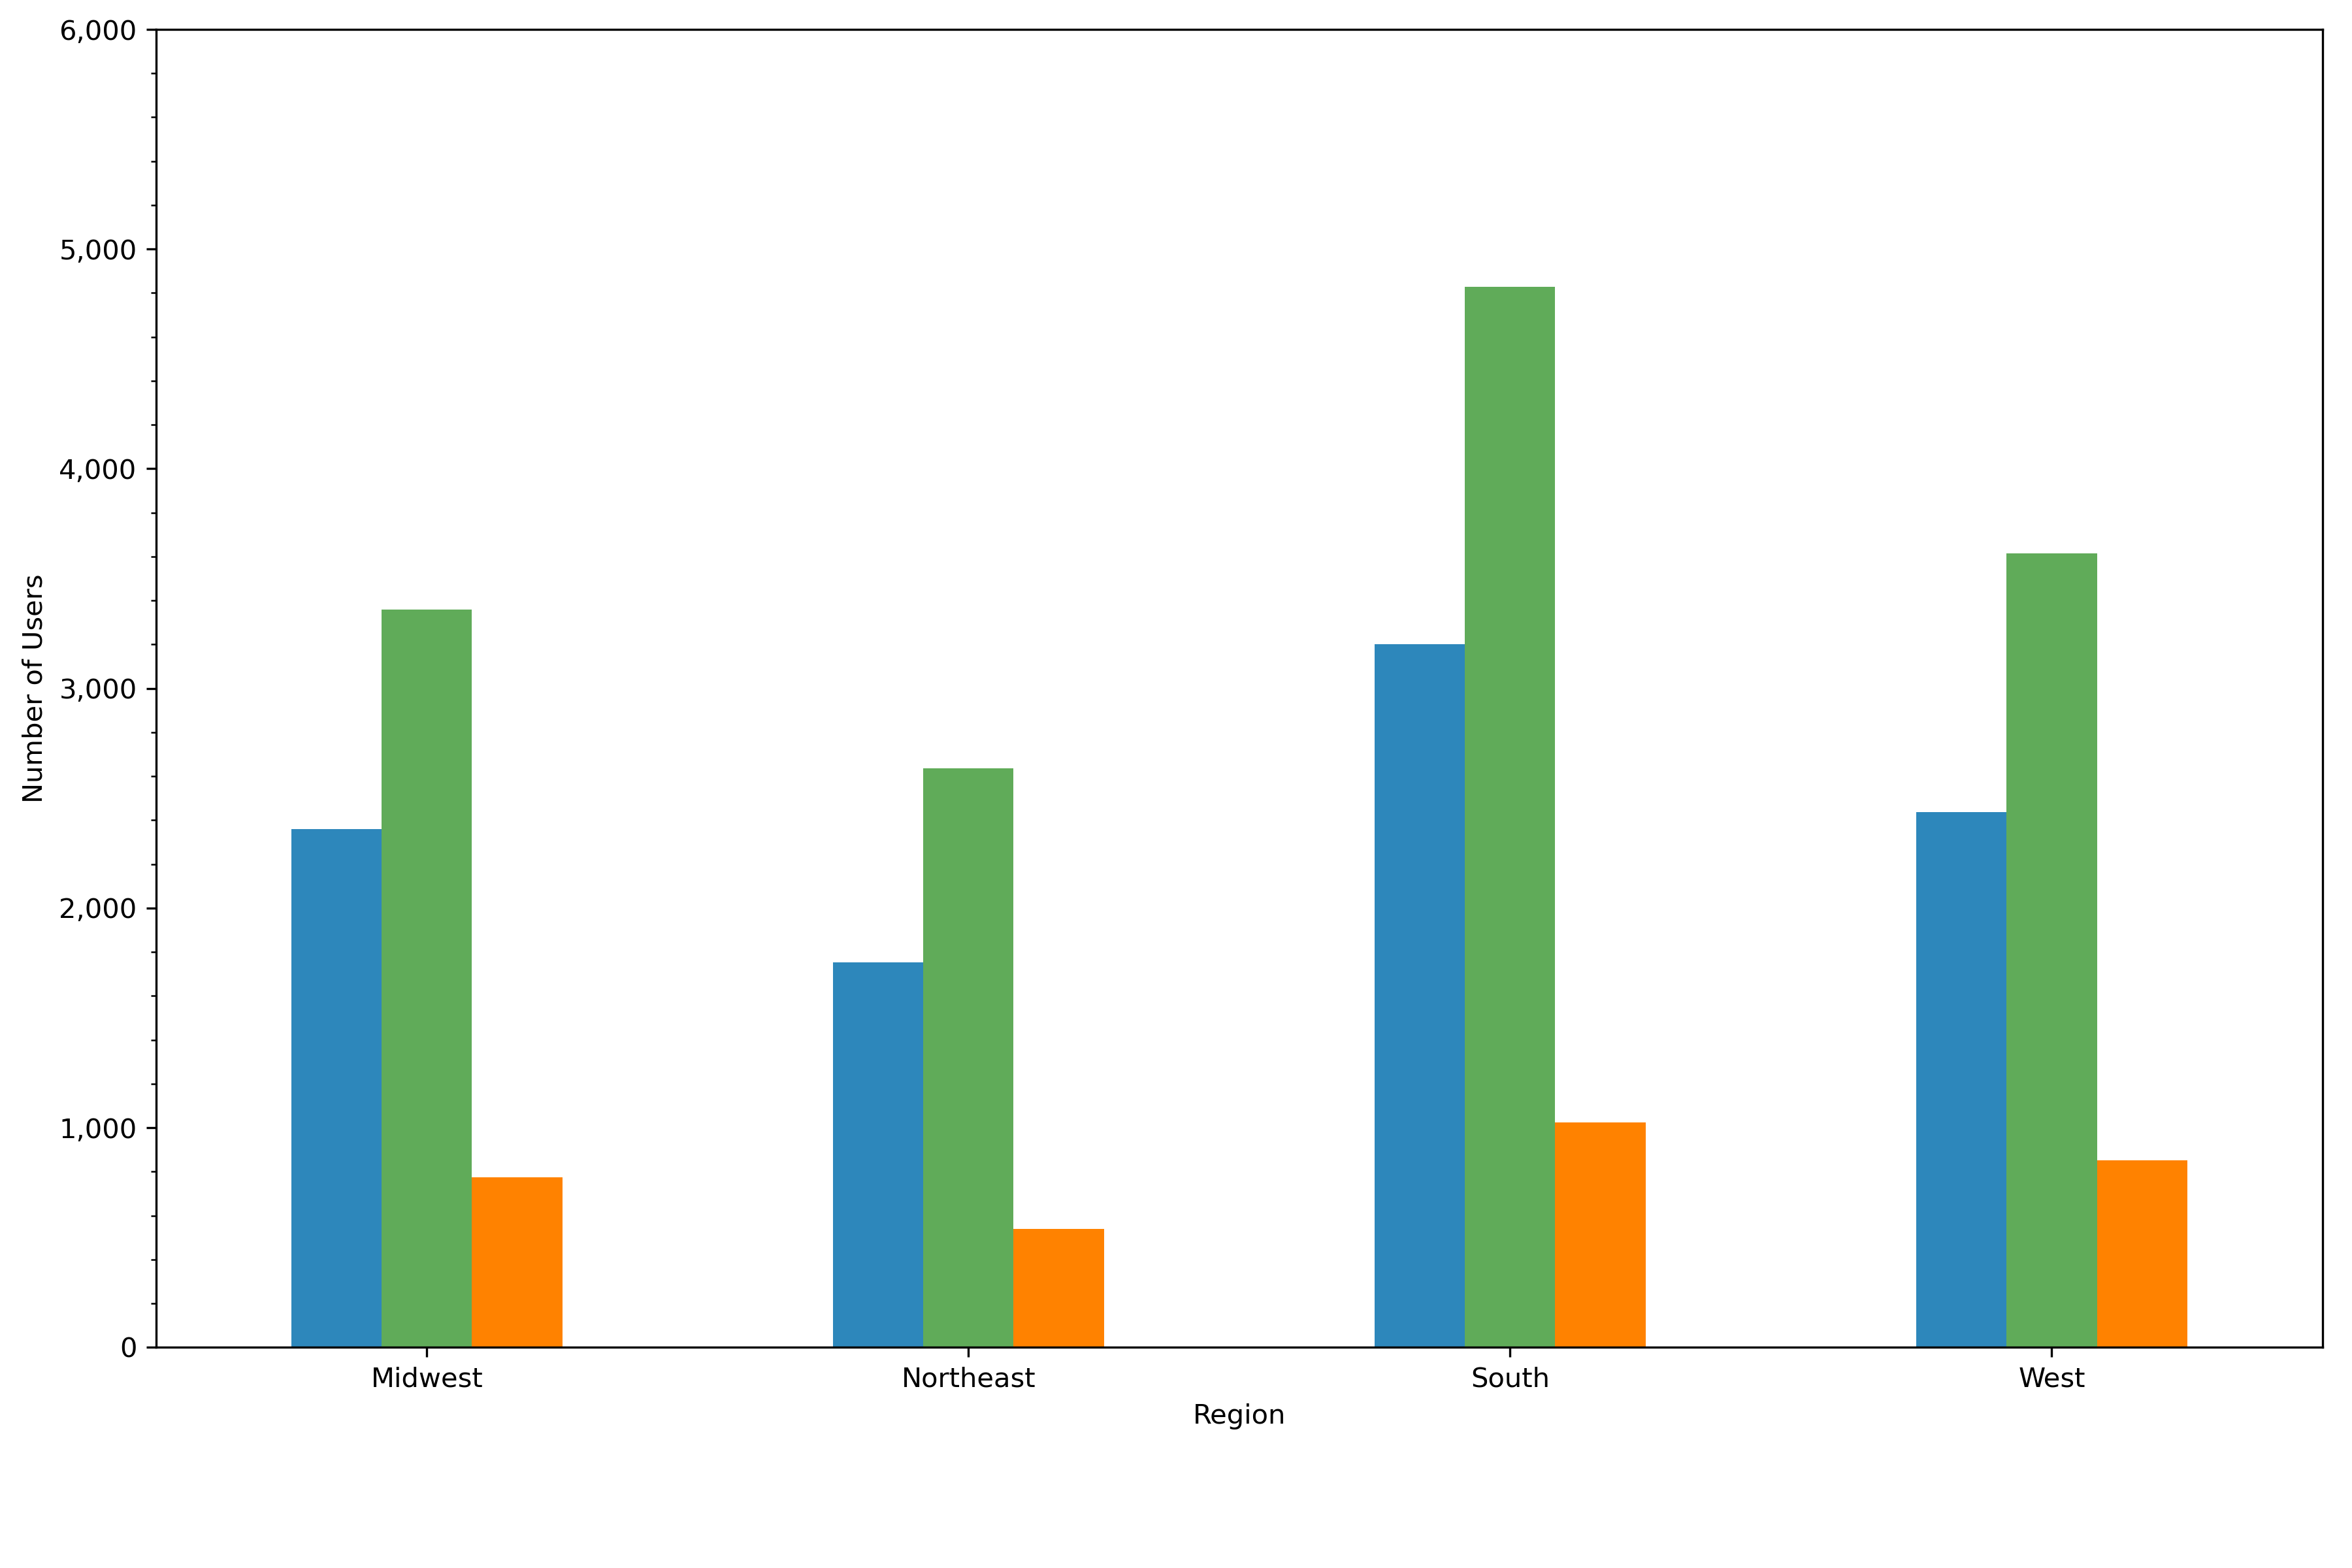 6,000
5,000
4,000
3,000
2,000
1,000
0
Number of Users
Midwest Northeast South West
Region